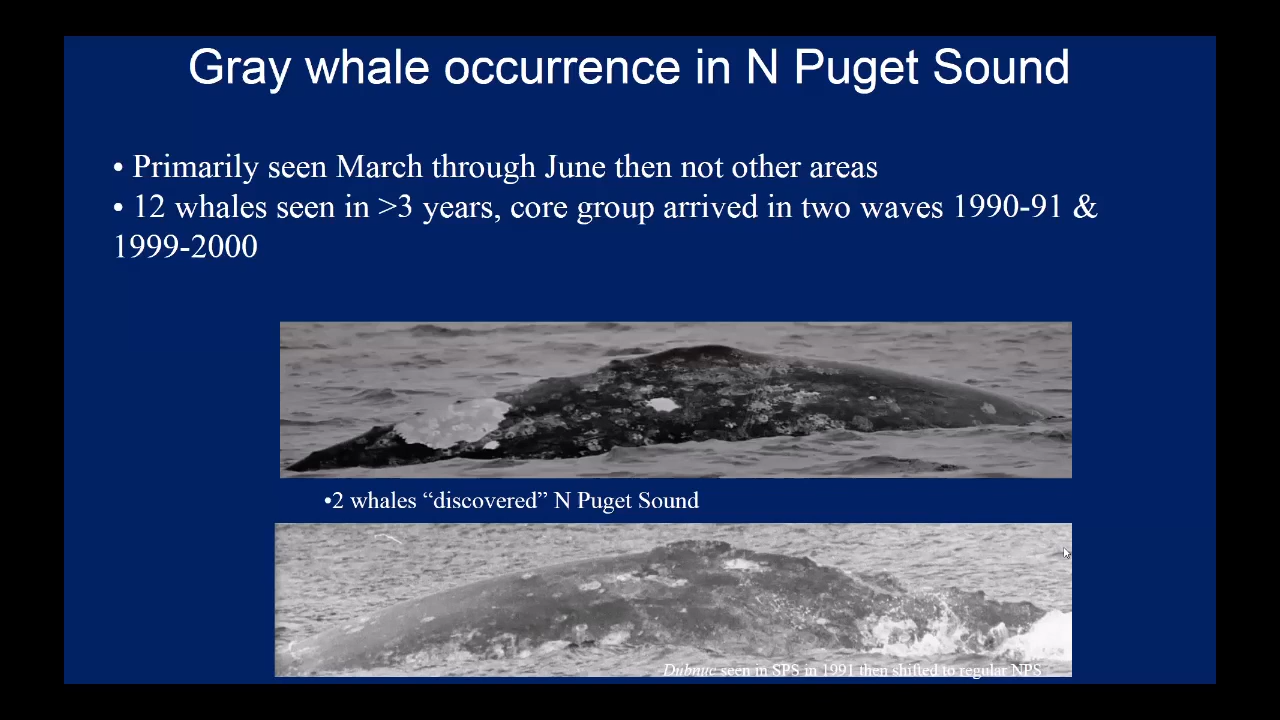 Gray whale occurrence in N Puget Sound
• Primarily seen March through June then not other areas
• 12 whales seen in >3 years, core group arrived in two waves 1990-91 &
1999-2000
•2 whales “discovered” N Puget Sound
Dubnuc seen in SPS in 1991 then shifted to regular NPS